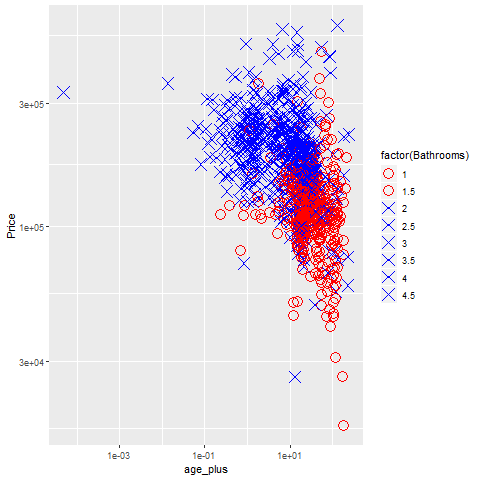 3e+05
1e+05
3e+04
Price
1e-03
1e-01
1e+01
age_plus
factor(Bathrooms)
1
1.5
2
2.5
3
3.5
4
4.5